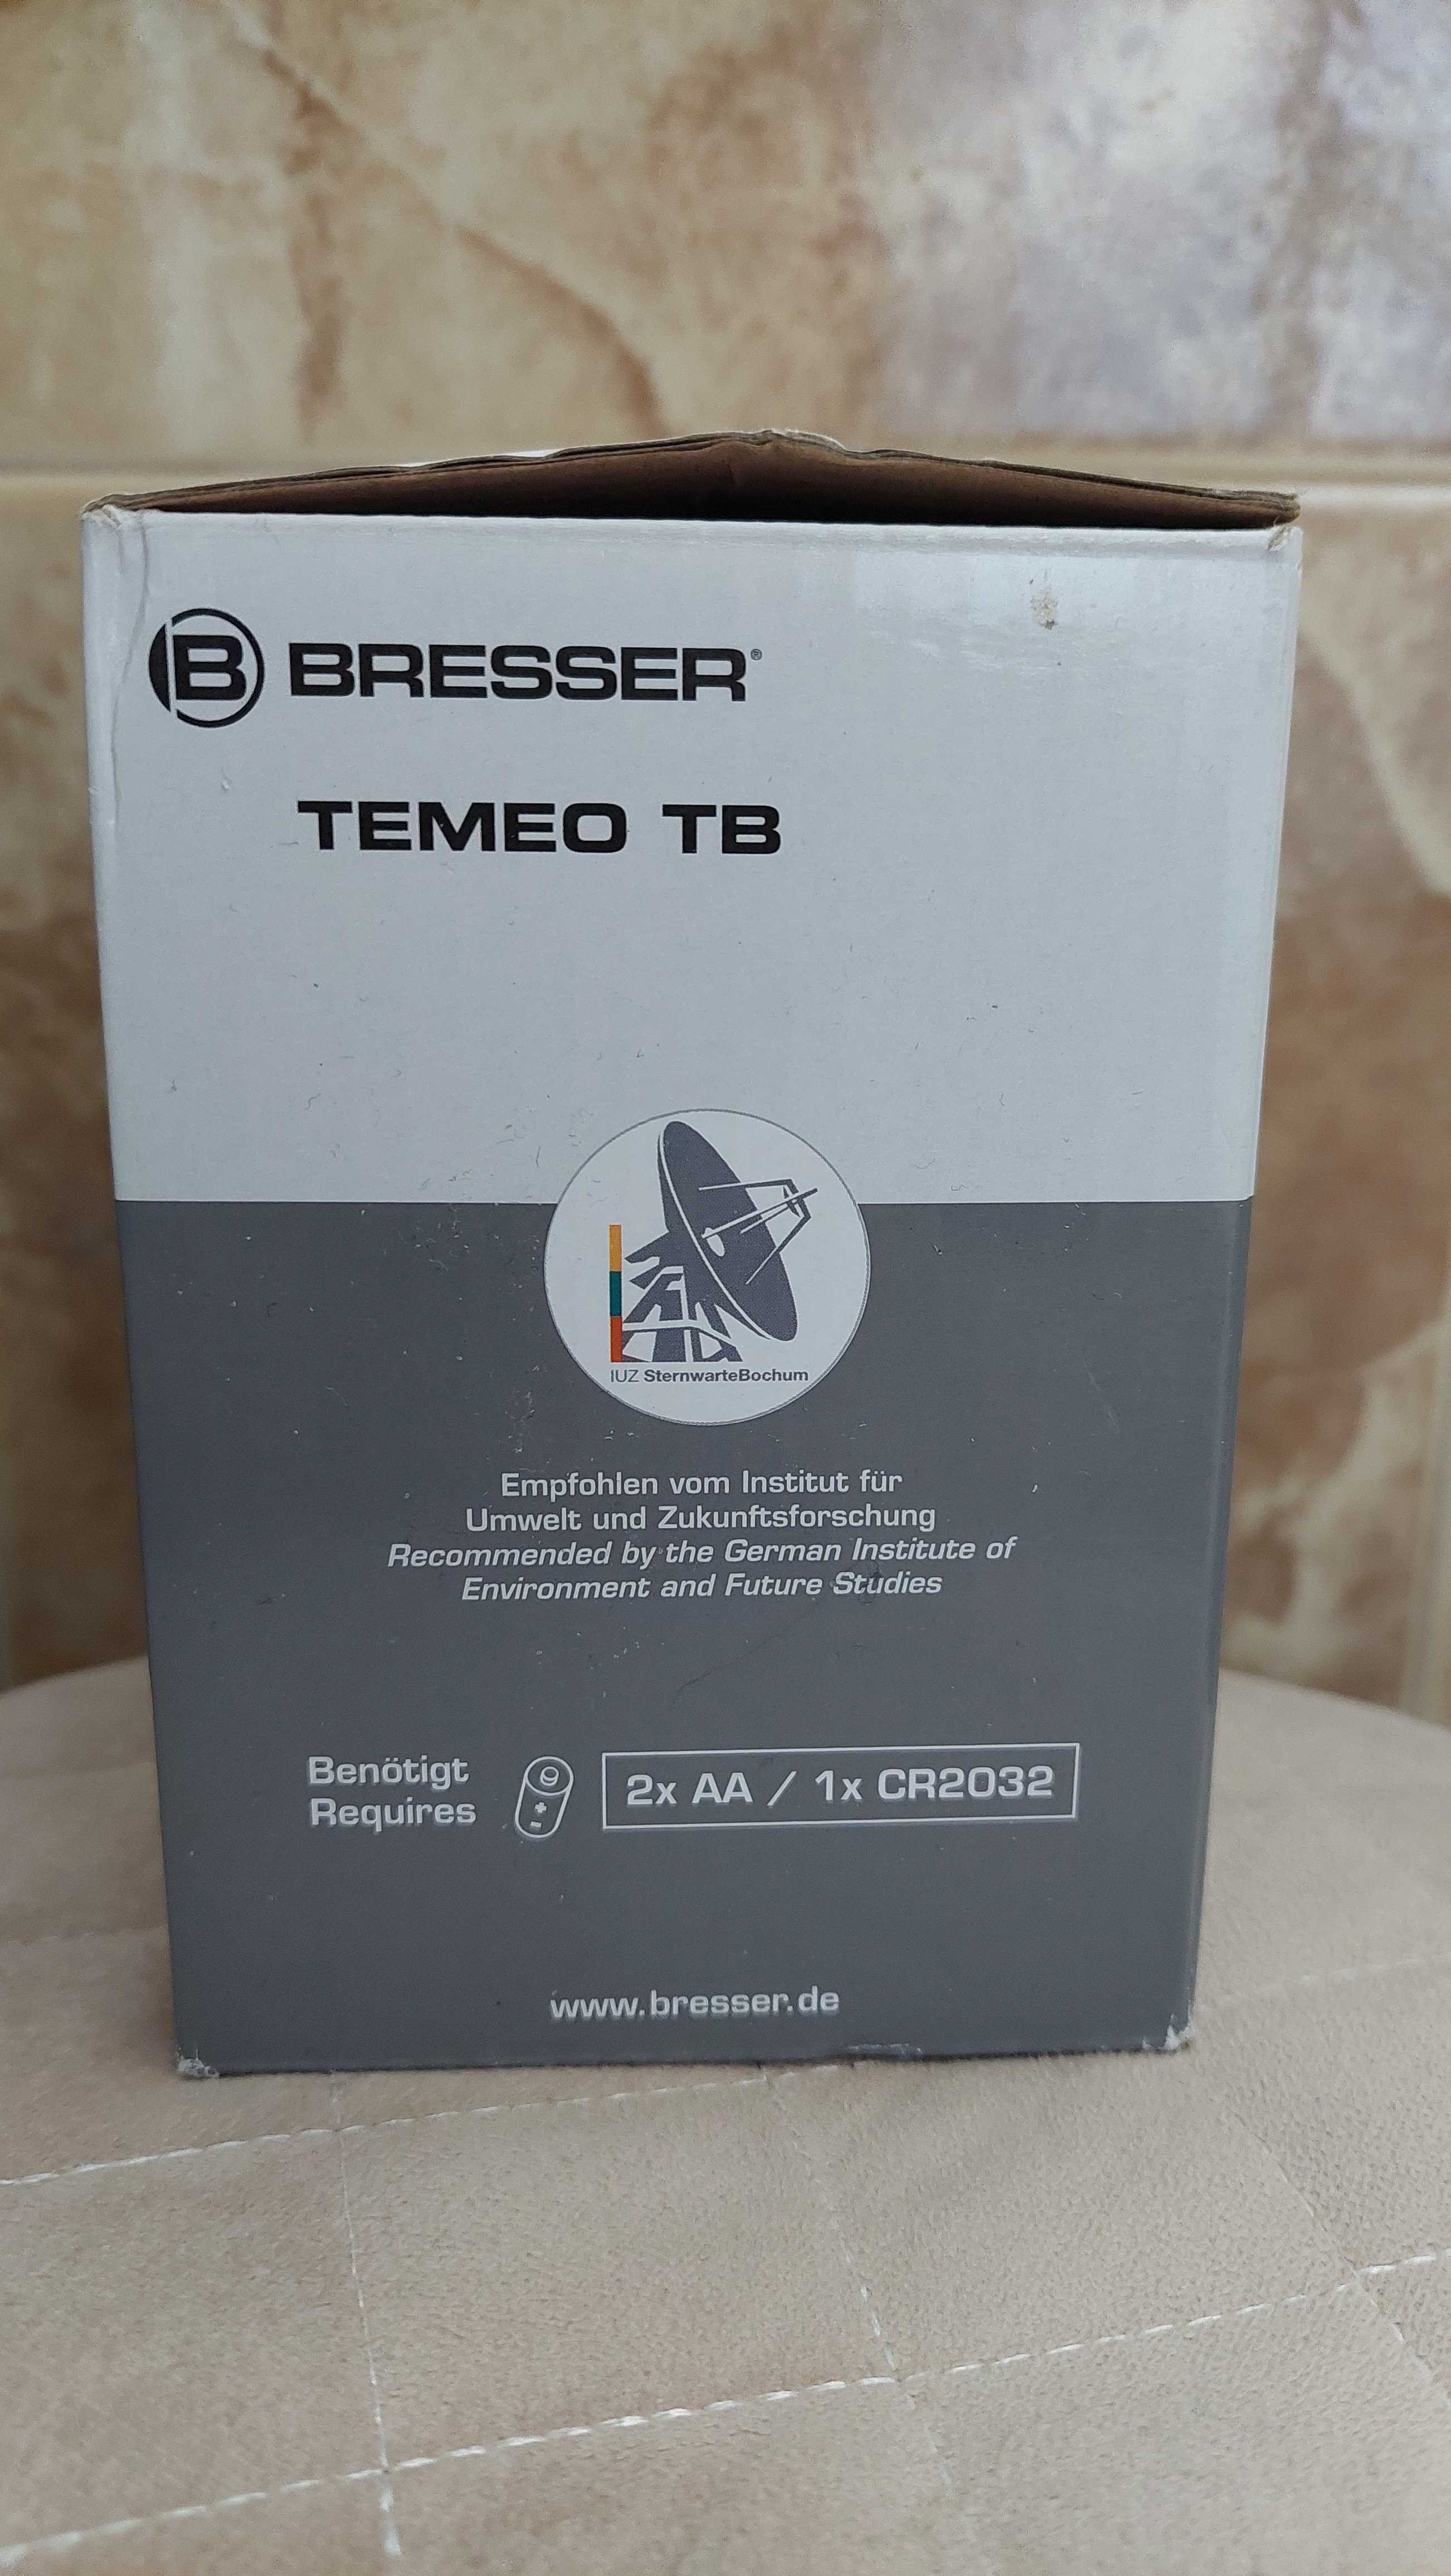 B BRESSER®
TEMEO TB
IUZ SternwarteBochum
Empfohlen vom Institut für
Umwelt und Zukunftsforschung
Recommended by the German Institute of
Environment and Future Studies
Benötigt
Requires
2x AA / 1x CR2032
www.bresser.de